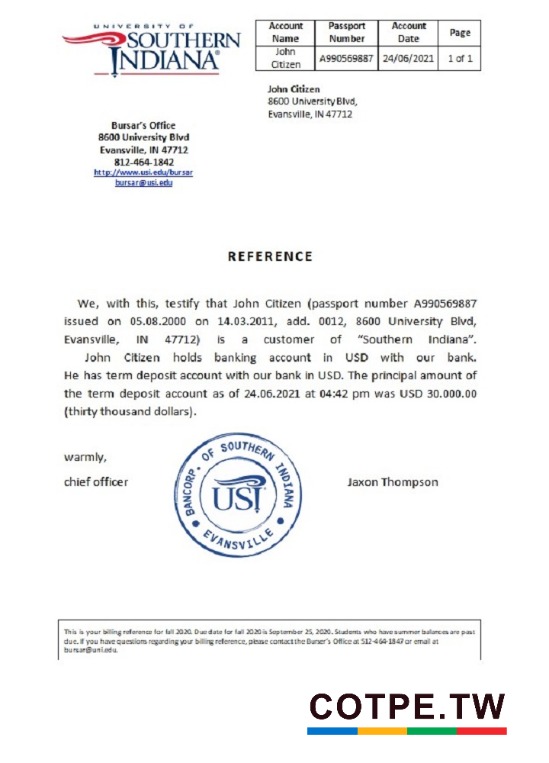 UNIVERSITY OF
SOUTHERN
INDIANA
Account Name Passport Number Account Date Page
John Citizen A990569887 24/06/2021 1 of 1
John Citizen
8600 University Blvd,
Evansville, IN 47712
Bursar's Office
8600 University Blvd
Evansville, IN 47712
812-464-1842
http://www.usi.edu/bursar
bursar@usi.edu
REFERENCE
We, with this, testify that John Citizen (passport number A990569887
issued on 05.08.2000 on 14.03.2011, add. 0012, 8600 University Blvd,
Evansville, IN 47712) is a customer of "Southern Indiana".
John Citizen holds banking account in USD with our bank.
He has term deposit account with our bank in USD. The principal amount of
the term deposit account as of 24.06.2021 at 04:42 pm was USD 30.000.00
(thirty thousand dollars).
warmly,
chief officer
BANCORP. OF SOUTHERN INDIANA
USI
EVANSVILLE
Jaxon Thompson
This is your billing reference for fall 2020. Due date for fall 2020 is September 25, 2020. Students who have summer balances are past
due. If you have questions regarding your billing reference, please contact the Burser's Office at 512-464-1847 or email at
bursar@uni.edu.
COTPE.TW